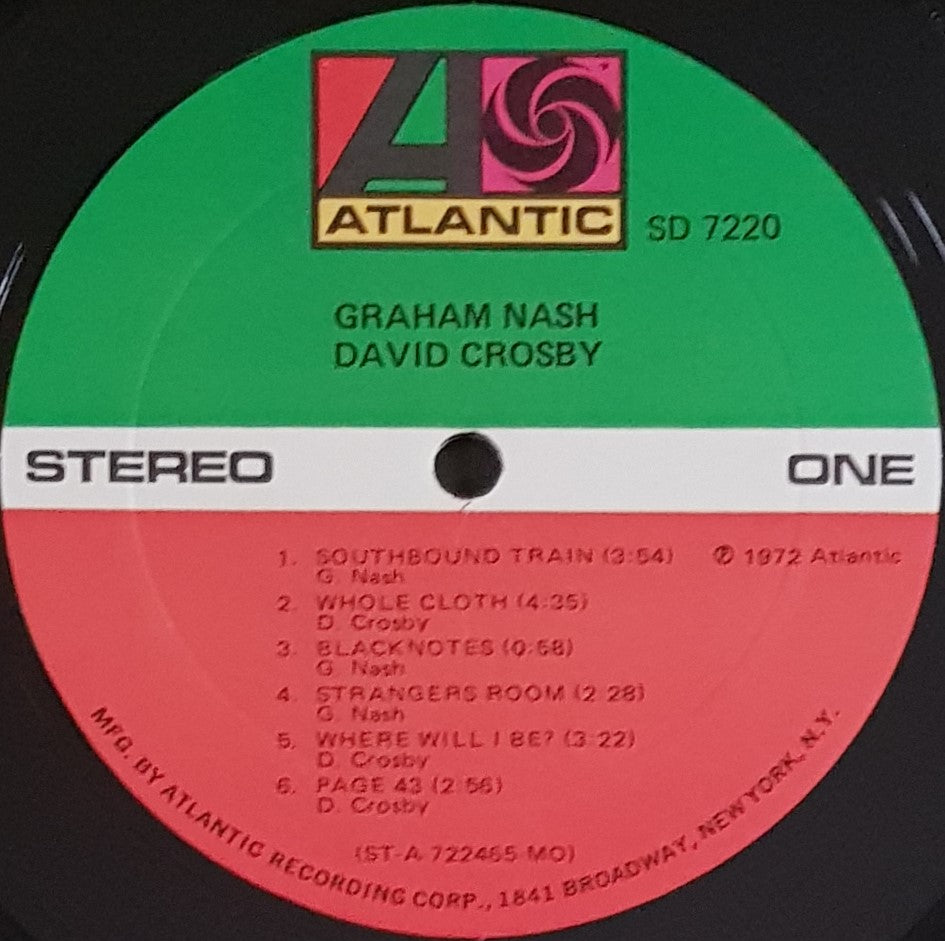 ATLANTIC
SD 7220
GRAHAM NASH
DAVID CROSBY
STEREO
ONE
1. SOUTHBOUND TRAIN (3:54) ℗ 1972 Atlantic
G. Nash
2. WHOLE CLOTH (4:35)
D. Crosby
3. BLACKNOTES (0:58)
G. Nash
4. STRANGERS ROOM (2:28)
G. Nash
5. WHERE WILL I BE? (3:22)
D. Crosby
6. PAGE 43 (2:56)
D. Crosby
(ST-A 722465 MO)
MFG. BY ATLANTIC RECORDING CORP., 1841 BROADWAY, NEW YORK, N.Y.